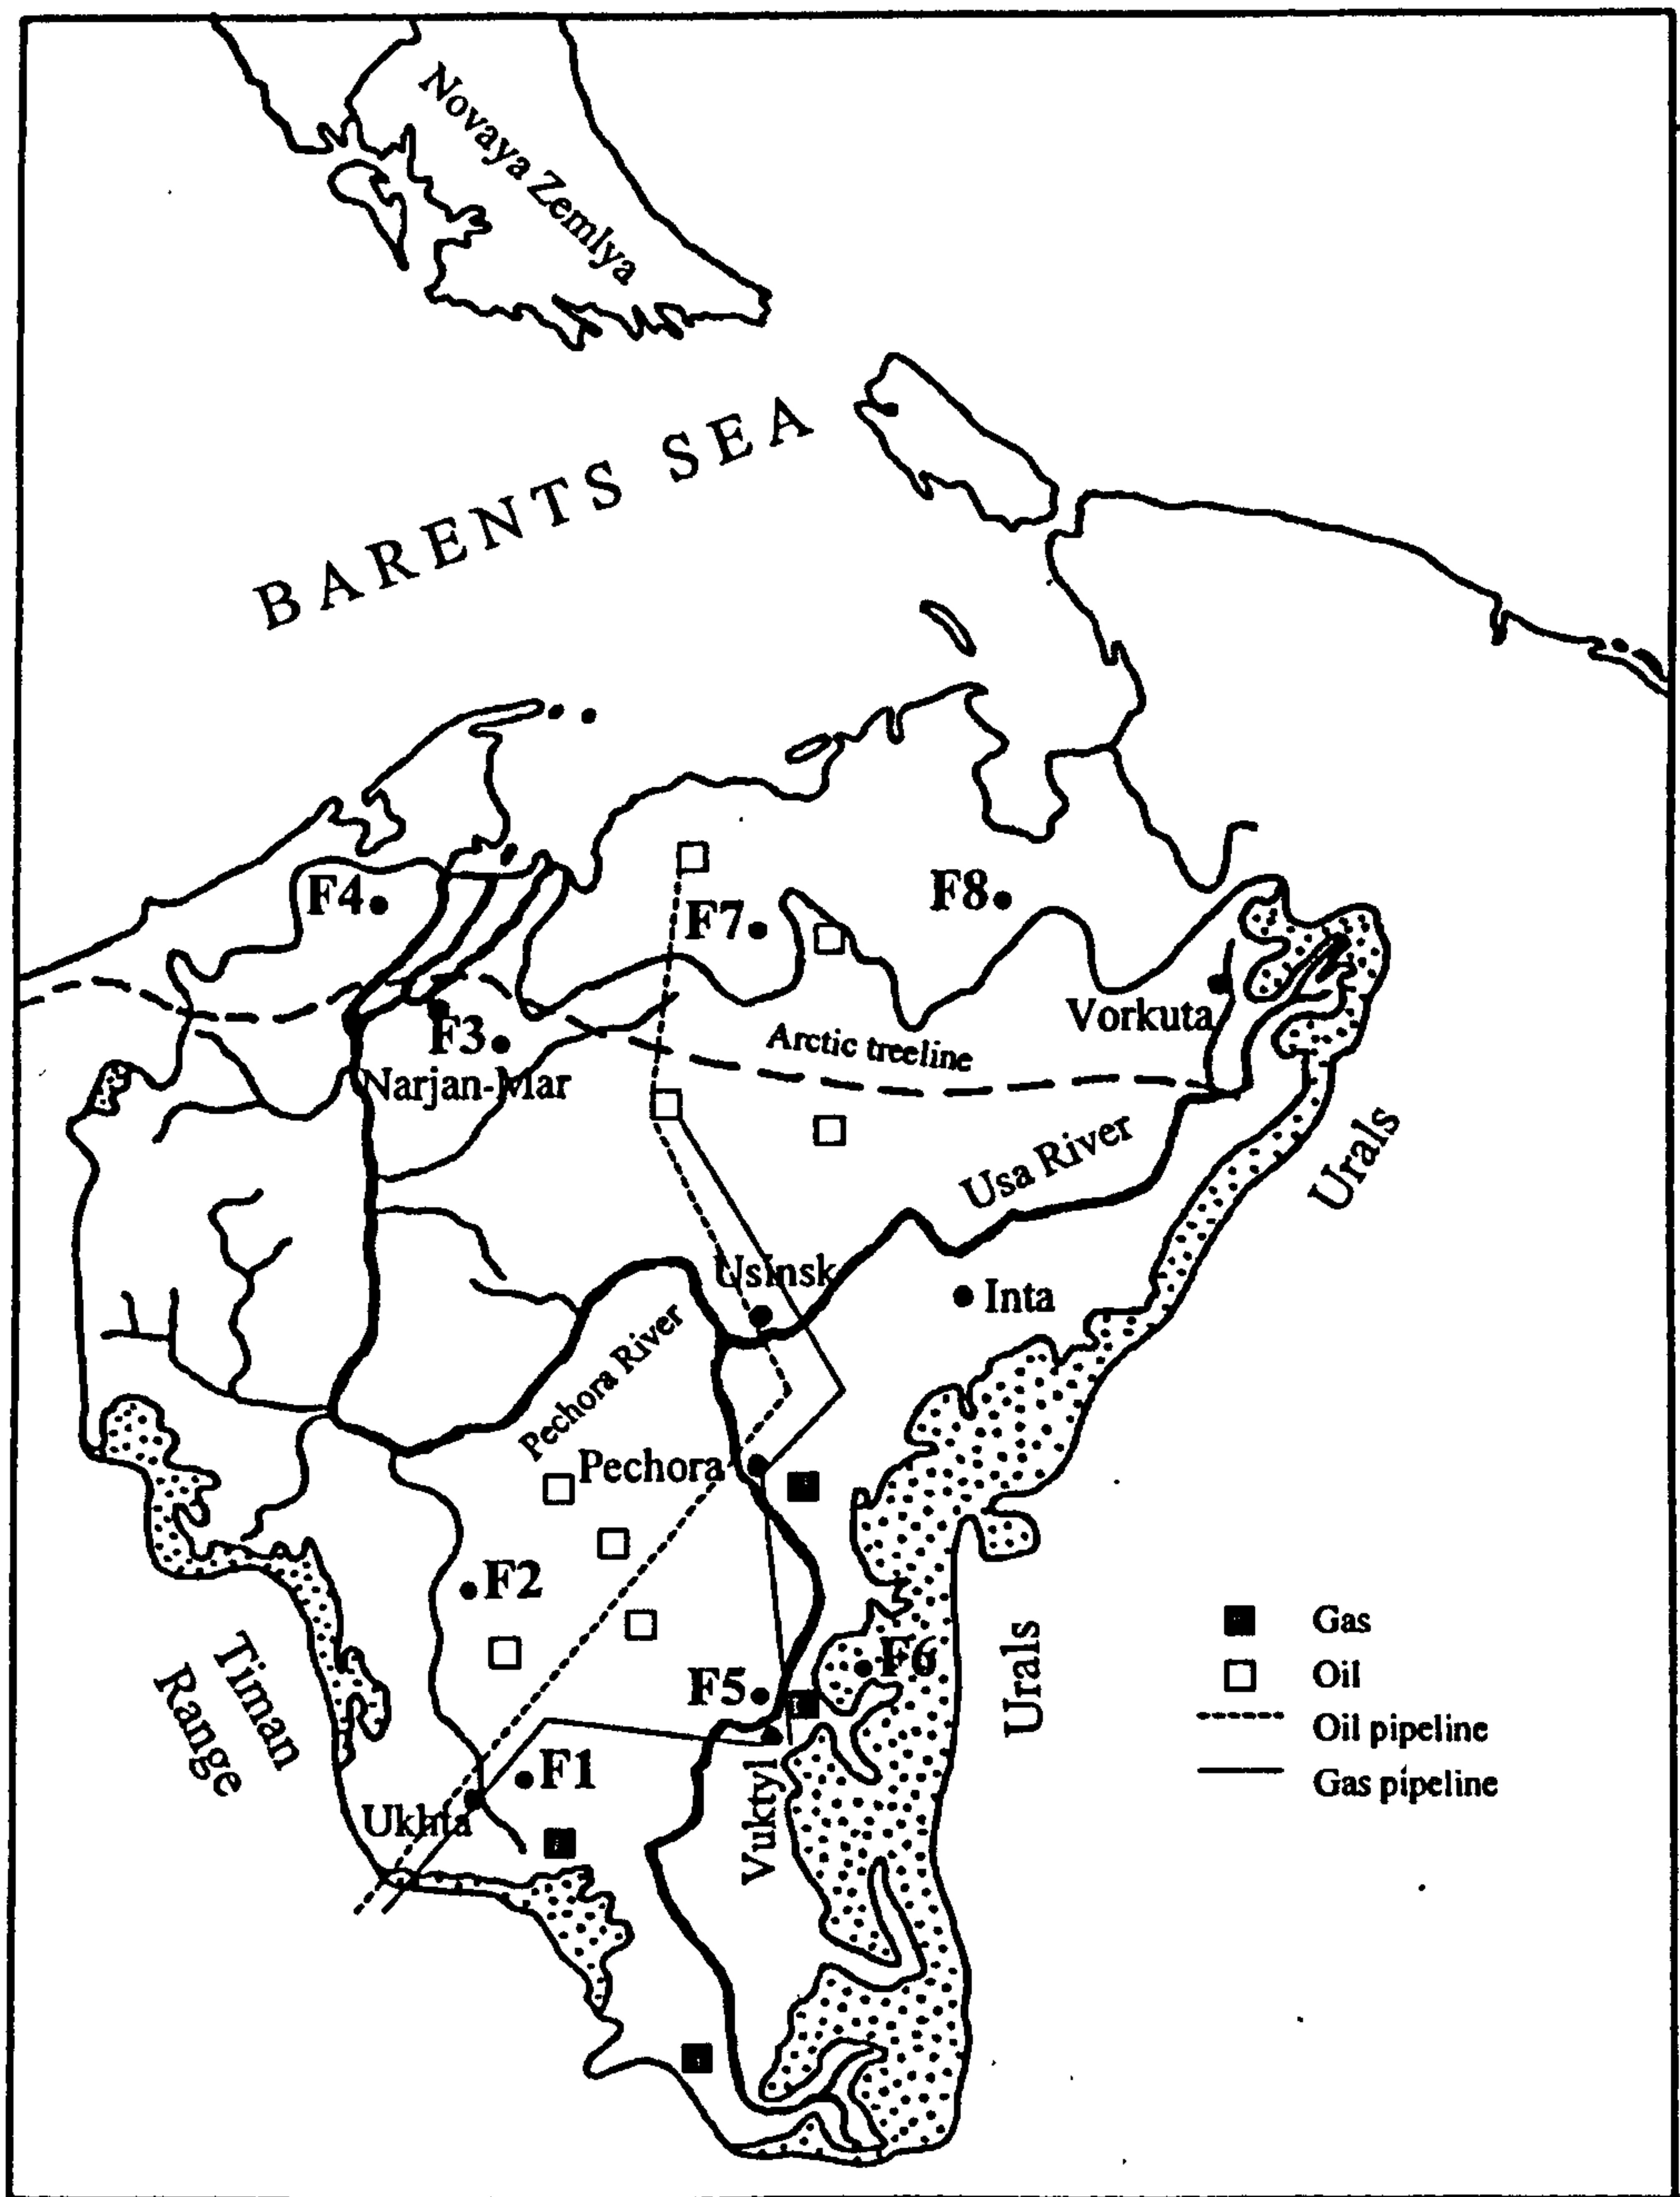 Novaya Zemlya
BARENTS SEA
F4
F7
F8
F3
Narjan-Mar
Vorkuta
Arctic treeline
Usa River
Urals
Usinsk
Inta
Pechora River
Pechora
F2
Timan
Range
F5
F6
Urals
F1
Ukhta
Vuktyl
Gas
Oil
Oil pipeline
Gas pipeline